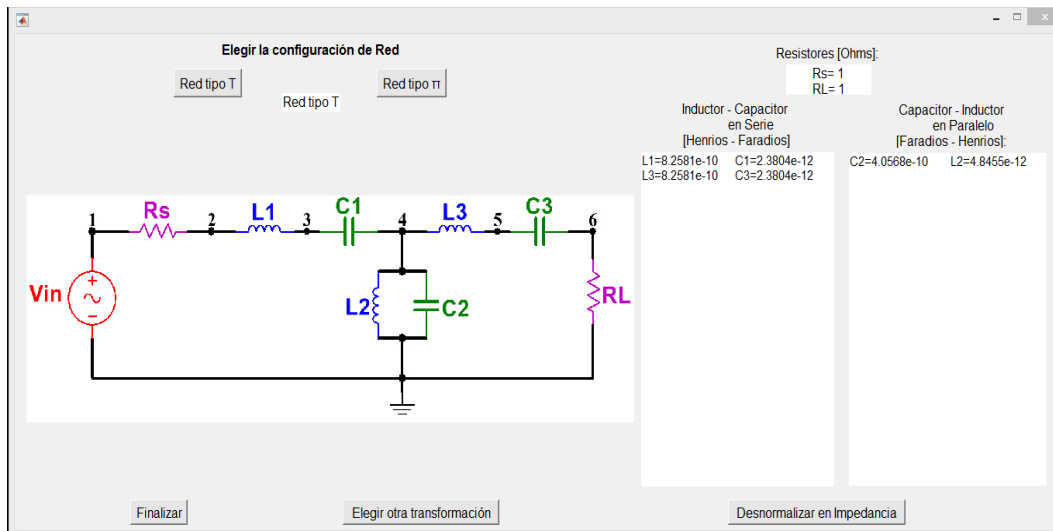 Elegir la configuración de Red
Red tipo T
Red tipo π
Red tipo T
Resistores [Ohms]:
Rs= 1
RL= 1
Inductor - Capacitor
en Serie
[Henrios - Faradios]
L1=8.2581e-10 C1=2.3804e-12
L3=8.2581e-10 C3=2.3804e-12
Capacitor - Inductor
en Paralelo
[Faradios - Henrios]:
C2=4.0568e-10 L2=4.8455e-12
1 Rs 2 L1 3 C1 4 L3 5 C3 6
Vin L2 C2 RL
Finalizar
Elegir otra transformación
Desnormalizar en Impedancia